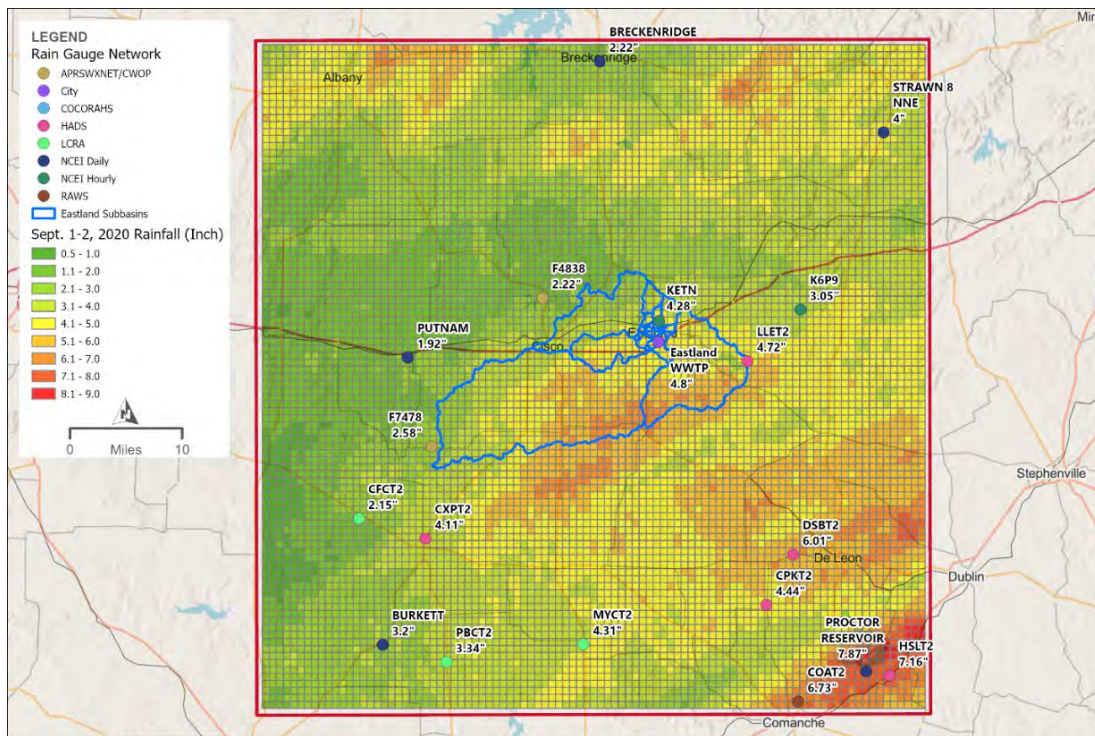 LEGEND
Rain Gauge Network
APRSWXNET/CWOP
City
COCORAHS
HADS
LCRA
NCEI Daily
NCEI Hourly
RAWS
Eastland Subbasins
Sept. 1-2, 2020 Rainfall (Inch)
0.5 - 1.0
1.1 - 2.0
2.1 - 3.0
3.1 - 4.0
4.1 - 5.0
5.1 - 6.0
6.1 - 7.0
7.1 - 8.0
8.1 - 9.0
N
0 10
Miles
BRECKENRIDGE
2.22"
Breckenridge
Albany
STRAWN 8
NNE
4"
F4838
2.22"
KETN
4.28"
K6P9
3.05"
PUTNAM
1.92"
Cisco
Eastland
WWTP
4.8"
LLET2
4.72"
F7478
2.58"
Stephenville
CFCT2
2.15"
CXPT2
4.11"
DSBT2
6.01"
De Leon
Dublin
CPKT2
4.44"
BURKETT
3.2"
PBCT2
3.34"
MYCT2
4.31"
PROCTOR
RESERVOIR
7.87"
HSLT2
7.16"
COAT2
6.73"
Comanche